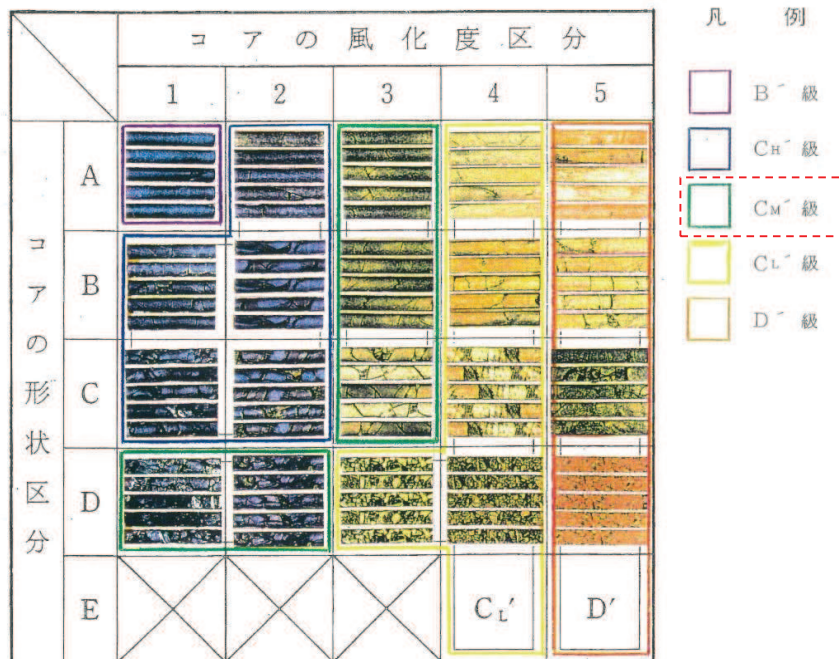 コアの風化度区分
1 2 3 4 5
コアの形状区分
A
B
C
D
E CL′ D′
凡 例
B′ 級
CH′ 級
CM′ 級
CL′ 級
D′ 級